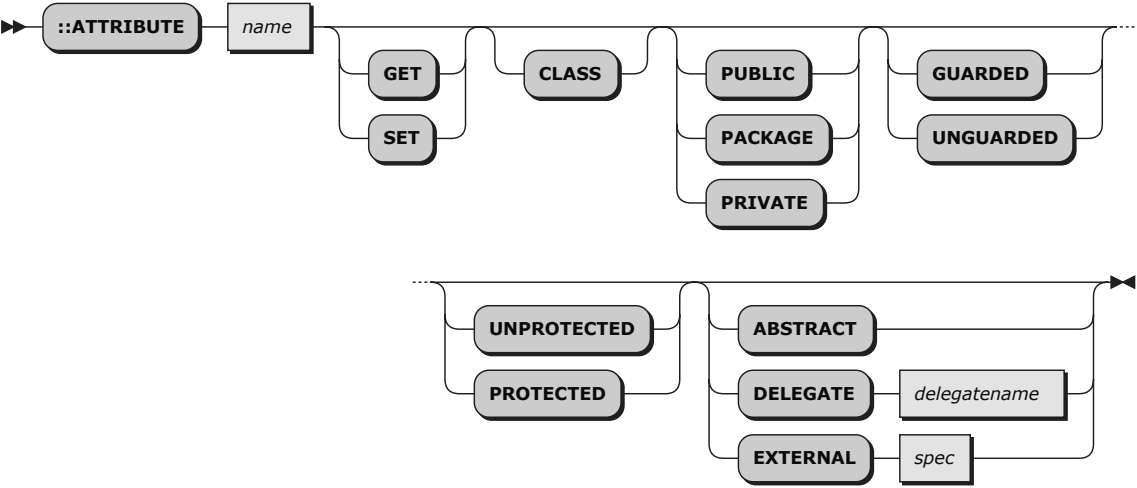 ::ATTRIBUTE name
GET CLASS PUBLIC GUARDED
SET PACKAGE UNGUARDED
PRIVATE
UNPROTECTED ABSTRACT
PROTECTED DELEGATE delegatename
EXTERNAL spec